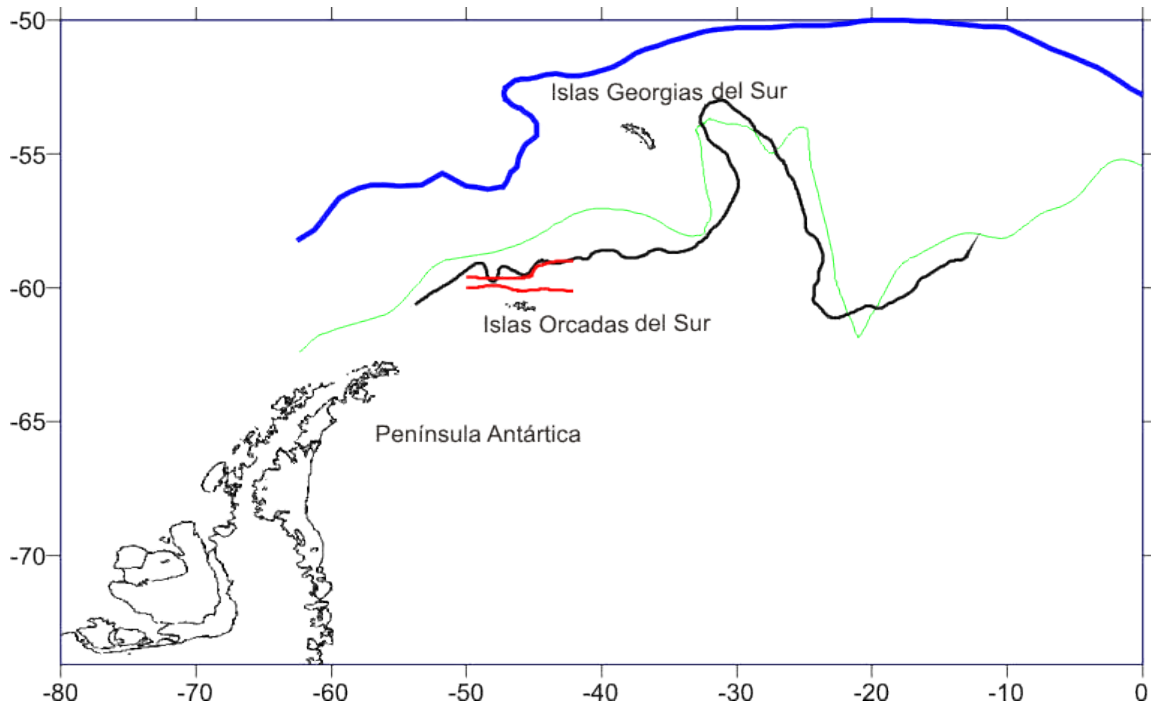 -50
Islas Georgias del Sur
-55
-60
Islas Orcadas del Sur
-65
Península Antártica
-70
-80 -70 -60 -50 -40 -30 -20 -10 0